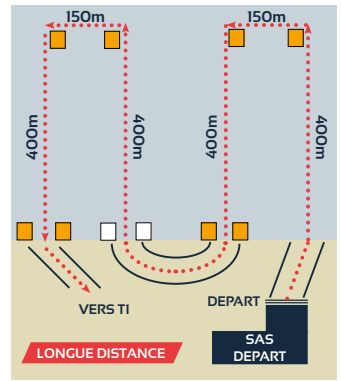 150m
150m
400m
400m
400m
400m
VERS T1
DEPART
LONGUE DISTANCE
SAS
DEPART